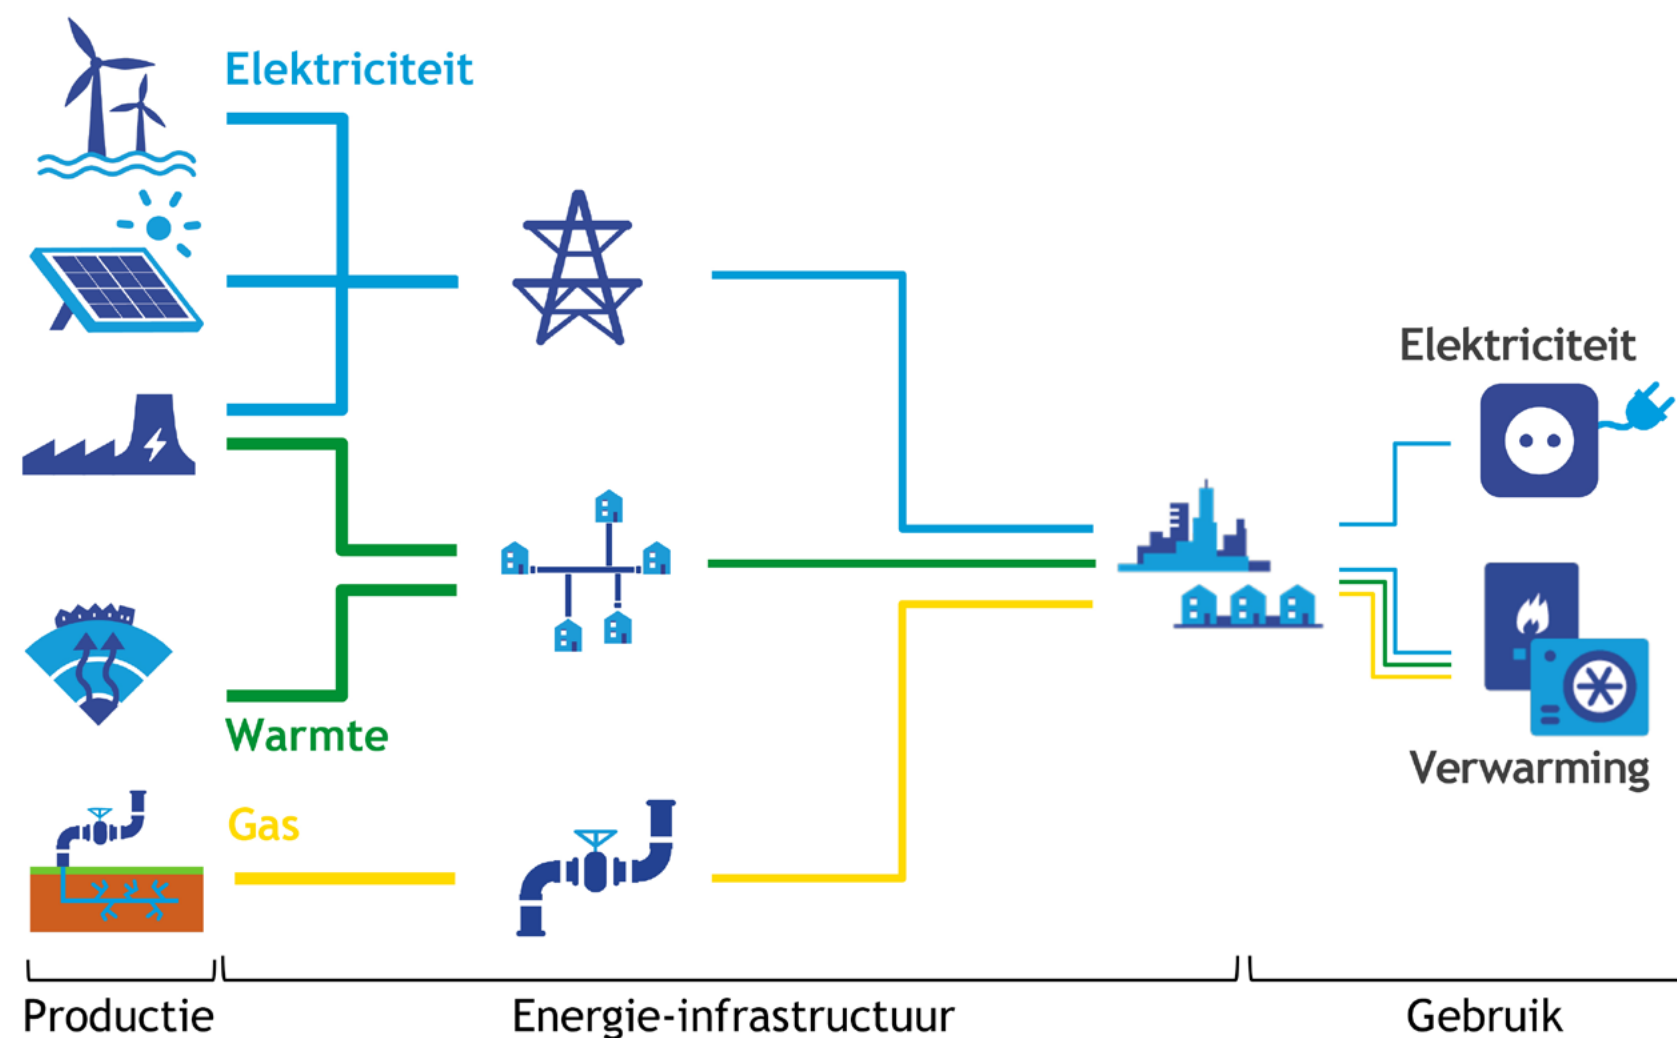 Elektriciteit
Elektriciteit
Warmte
Verwarming
Gas
Productie
Energie-infrastructuur
Gebruik